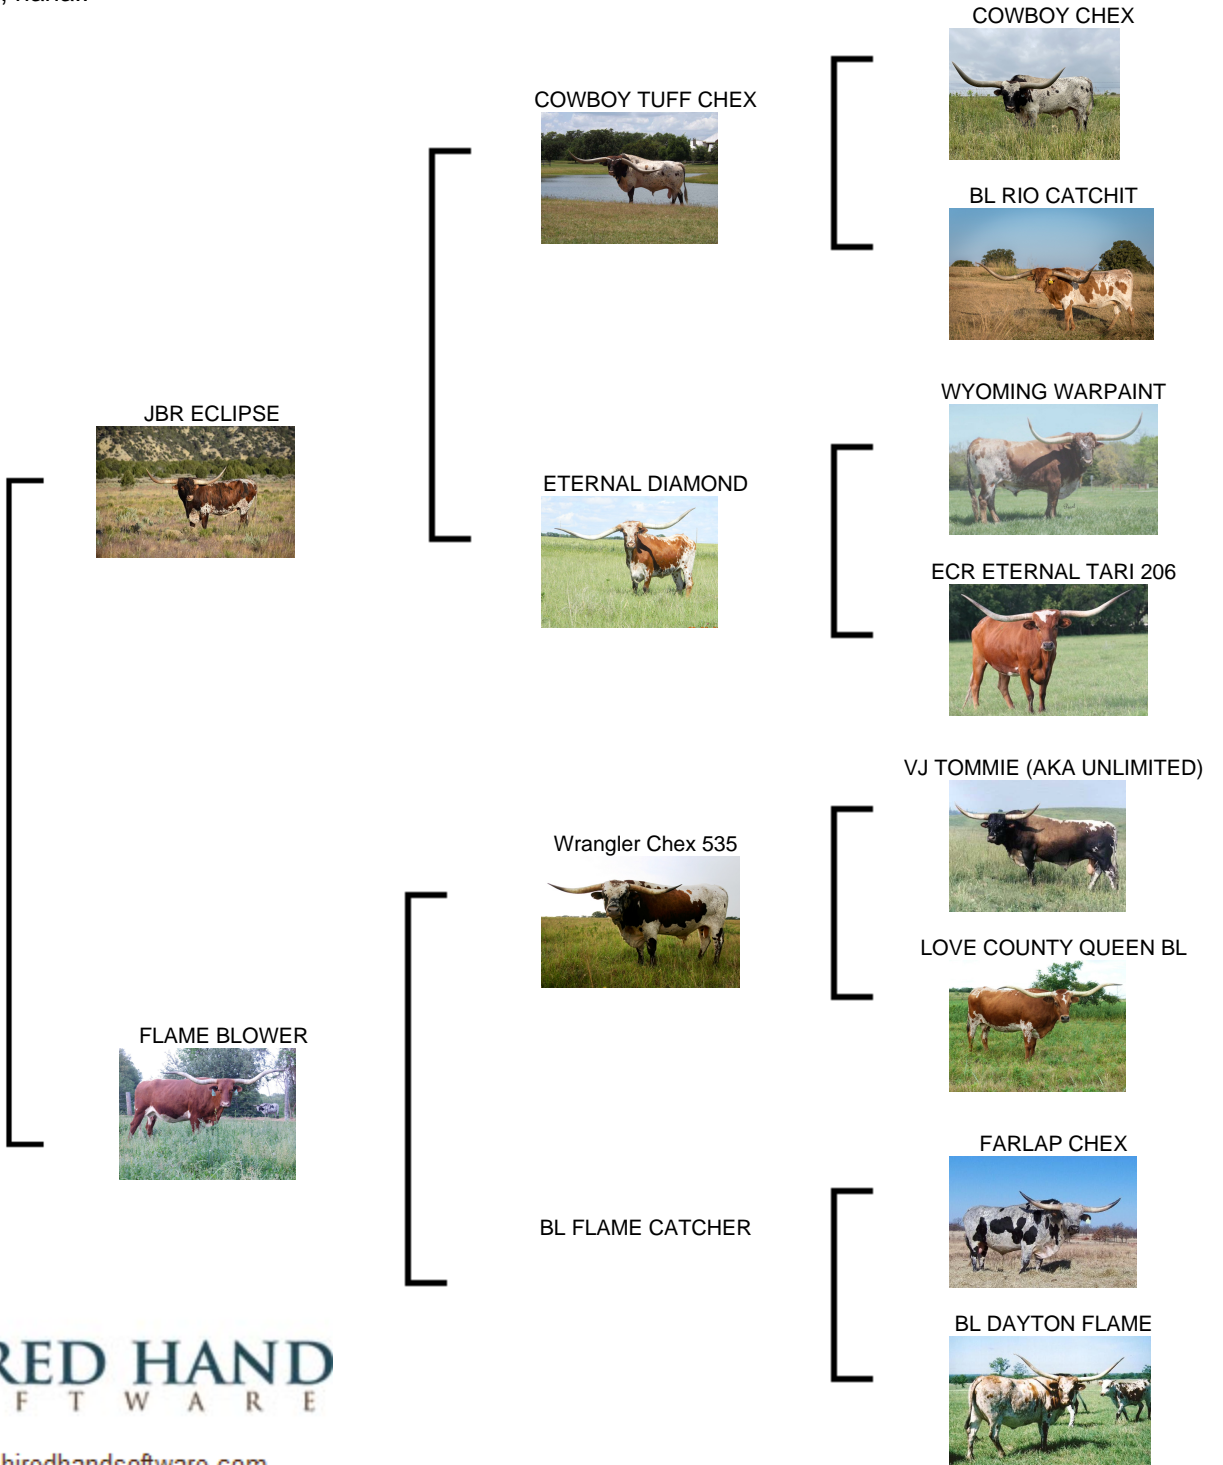 COWBOY CHEX
COWBOY TUFF CHEX
BL RIO CATCHIT
WYOMING WARPAINT
JBR ECLIPSE
ETERNAL DIAMOND
ECR ETERNAL TARI 206
VJ TOMMIE (AKA UNLIMITED)
Wrangler Chex 535
LOVE COUNTY QUEEN BL
FLAME BLOWER
FARLAP CHEX
BL FLAME CATCHER
BL DAYTON FLAME
RED HAND
F T W A R E
hiredhandsoftware.com